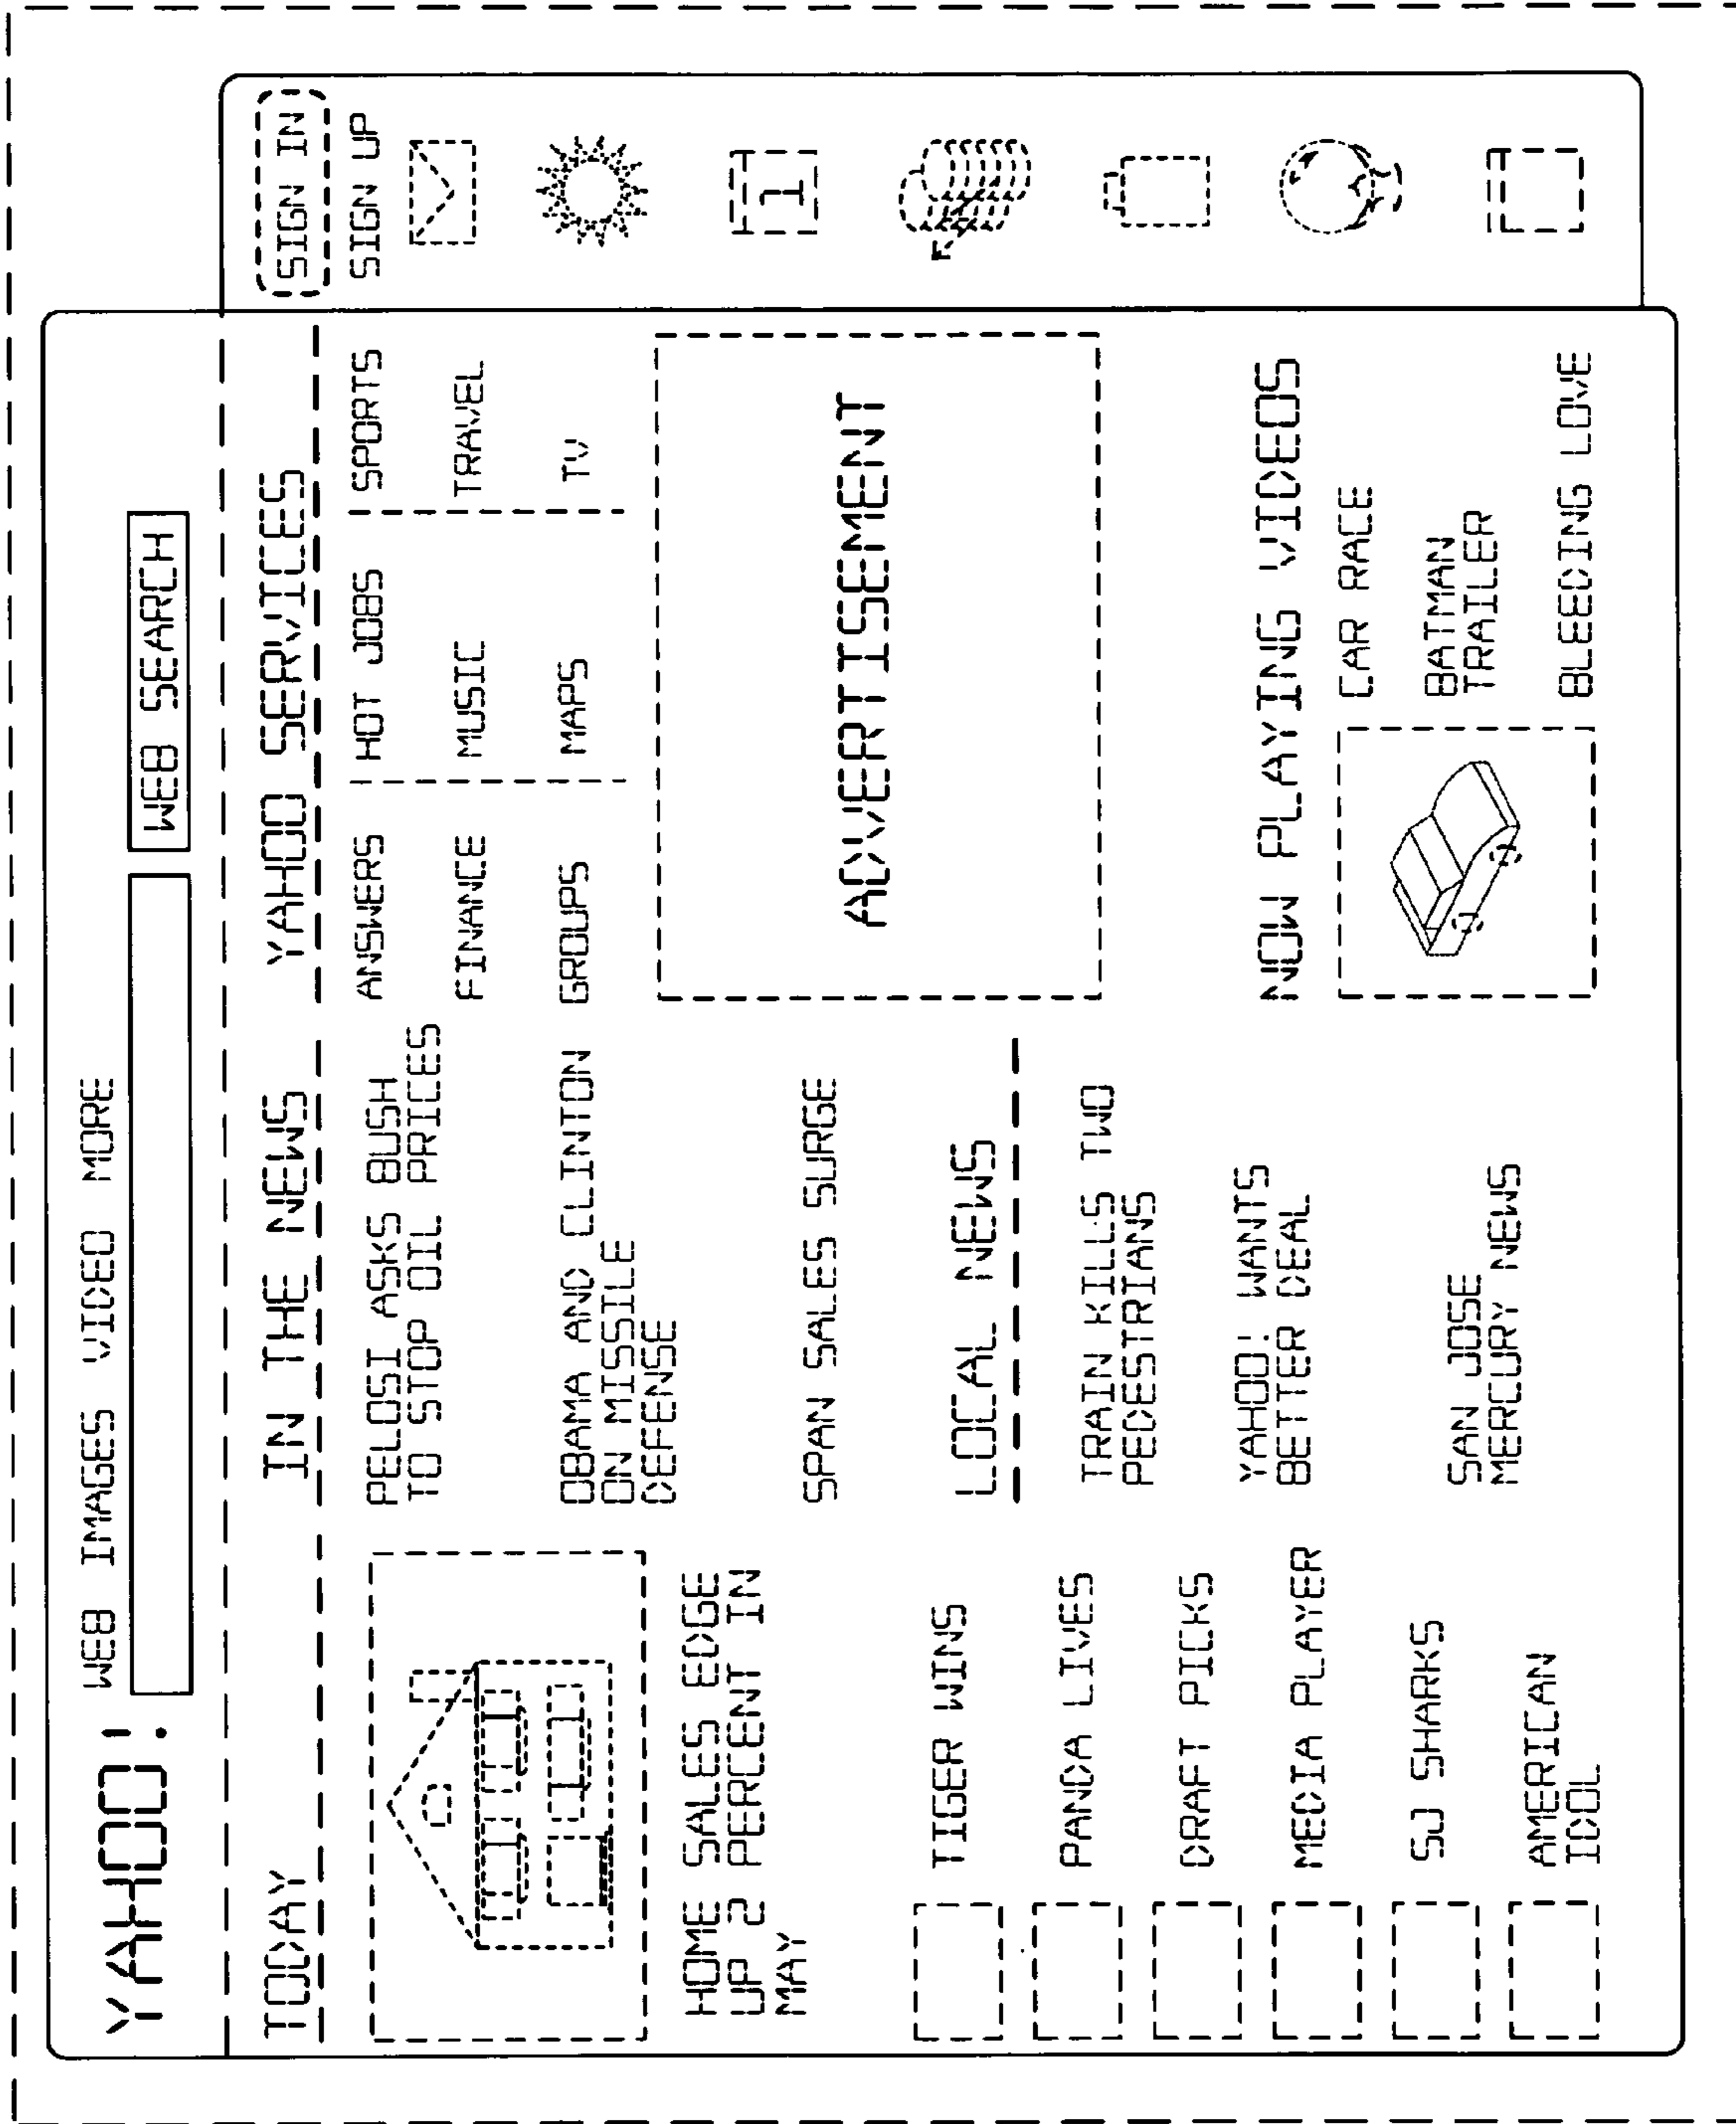 WEB IMAGES VIDEO MORE
YAHOO!
WEB SEARCH
TODAY
HOME SALES EDGE
UP 2 PERCENT IN
MAY
TIGER WINS
PANDA LIVES
DRAFT PICKS
MEDIA PLAYER
SJ SHARKS
AMERICAN
IDOL
IN THE NEWS
PELOSI ASKS BUSH
TO STOP OIL PRICES
OBAMA AND CLINTON
ON MISSILE
DEFENSE
SPAN SALES SURGE
LOCAL NEWS
TRAIN KILLS TWO
PEDESTRIANS
YAHOO! WANTS
BETTER DEAL
SAN JOSE
MERCURY NEWS
YAHOO SERVICES
ANSWERS HOT JOBS SPORTS
FINANCE MUSIC TRAVEL
GROUPS MAPS TV
ADVERTISEMENT
NOW PLAYING VIDEOS
CAR RACE
BATMAN
TRAILER
BLEEDING LOVE
SIGN IN
SIGN UP
1